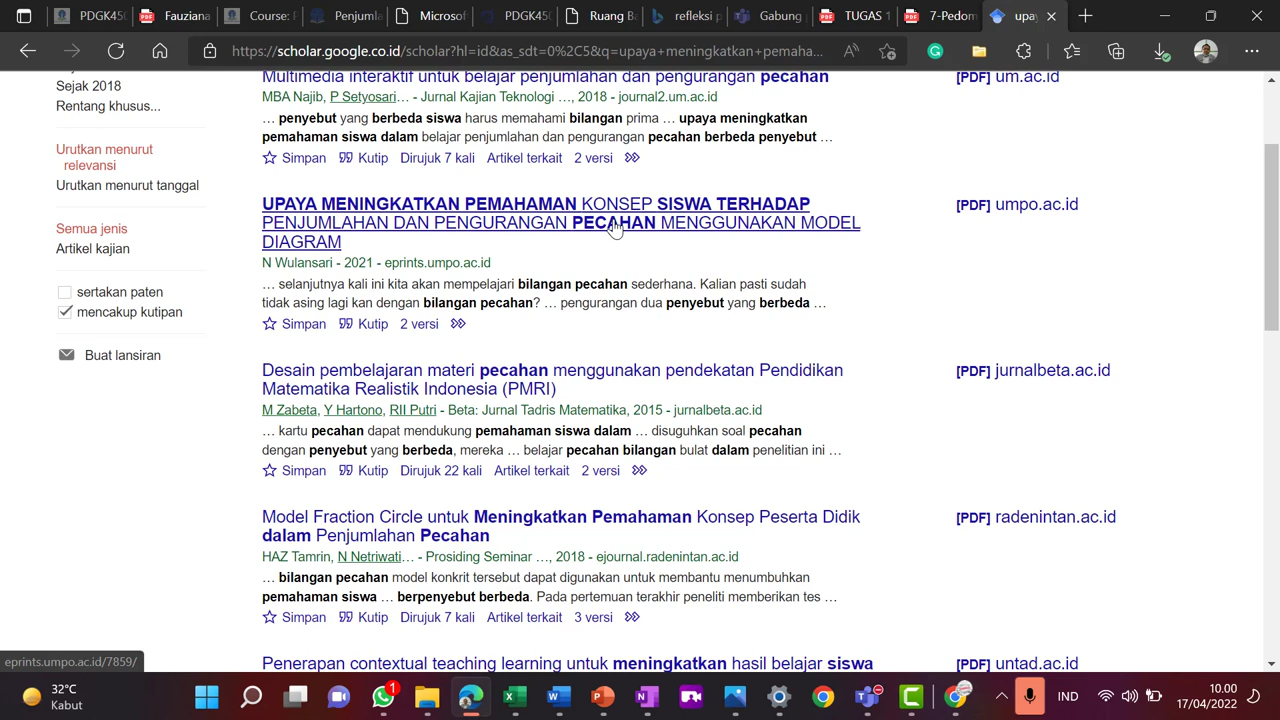 PDGK450
Fauziana
Course: P
Penjumla
Microsof
PDGK450
Ruang Ba
refleksi p
Gabung
TUGAS 1
7-Pedom
upay
https://scholar.google.co.id/scholar?hl=id&as_sdt=0%2C5&q=upaya+meningkatkan+pemaha...
Sejak 2018
Rentang khusus...
Urutkan menurut
relevansi
Urutkan menurut tanggal
Semua jenis
Artikel kajian
sertakan paten
mencakup kutipan
Buat lansiran
Multimedia interaktif untuk belajar penjumlahan dan pengurangan pecahan
[PDF] um.ac.id
MBA Najib, P Setyosari… - Jurnal Kajian Teknologi …, 2018 - journal2.um.ac.id
… penyebut yang berbeda siswa harus memahami bilangan prima … upaya meningkatkan
pemahaman siswa dalam belajar penjumlahan dan pengurangan pecahan berbeda penyebut …
Simpan Kutip Dirujuk 7 kali Artikel terkait 2 versi
UPAYA MENINGKATKAN PEMAHAMAN KONSEP SISWA TERHADAP
[PDF] umpo.ac.id
PENJUMLAHAN DAN PENGURANGAN PECAHAN MENGGUNAKAN MODEL
DIAGRAM
N Wulansari - 2021 - eprints.umpo.ac.id
… selanjutnya kali ini kita akan mempelajari bilangan pecahan sederhana. Kalian pasti sudah
tidak asing lagi kan dengan bilangan pecahan? … pengurangan dua penyebut yang berbeda …
Simpan Kutip 2 versi
Desain pembelajaran materi pecahan menggunakan pendekatan Pendidikan
[PDF] jurnalbeta.ac.id
Matematika Realistik Indonesia (PMRI)
M Zabeta, Y Hartono, RII Putri - Beta: Jurnal Tadris Matematika, 2015 - jurnalbeta.ac.id
… kartu pecahan dapat mendukung pemahaman siswa dalam … disuguhkan soal pecahan
dengan penyebut yang berbeda, mereka … belajar pecahan bilangan bulat dalam penelitian ini …
Simpan Kutip Dirujuk 22 kali Artikel terkait 2 versi
Model Fraction Circle untuk Meningkatkan Pemahaman Konsep Peserta Didik
[PDF] radenintan.ac.id
dalam Penjumlahan Pecahan
HAZ Tamrin, N Netriwati… - Prosiding Seminar …, 2018 - ejournal.radenintan.ac.id
… bilangan pecahan model konkrit tersebut dapat digunakan untuk membantu menumbuhkan
pemahaman siswa … berpenyebut berbeda. Pada pertemuan terakhir peneliti memberikan tes …
Simpan Kutip Dirujuk 7 kali Artikel terkait 3 versi
Penerapan contextual teaching learning untuk meningkatkan hasil belajar siswa
[PDF] untad.ac.id
eprints.umpo.ac.id/7859/
32°C
Kabut
1
IND
10.00
17/04/2022